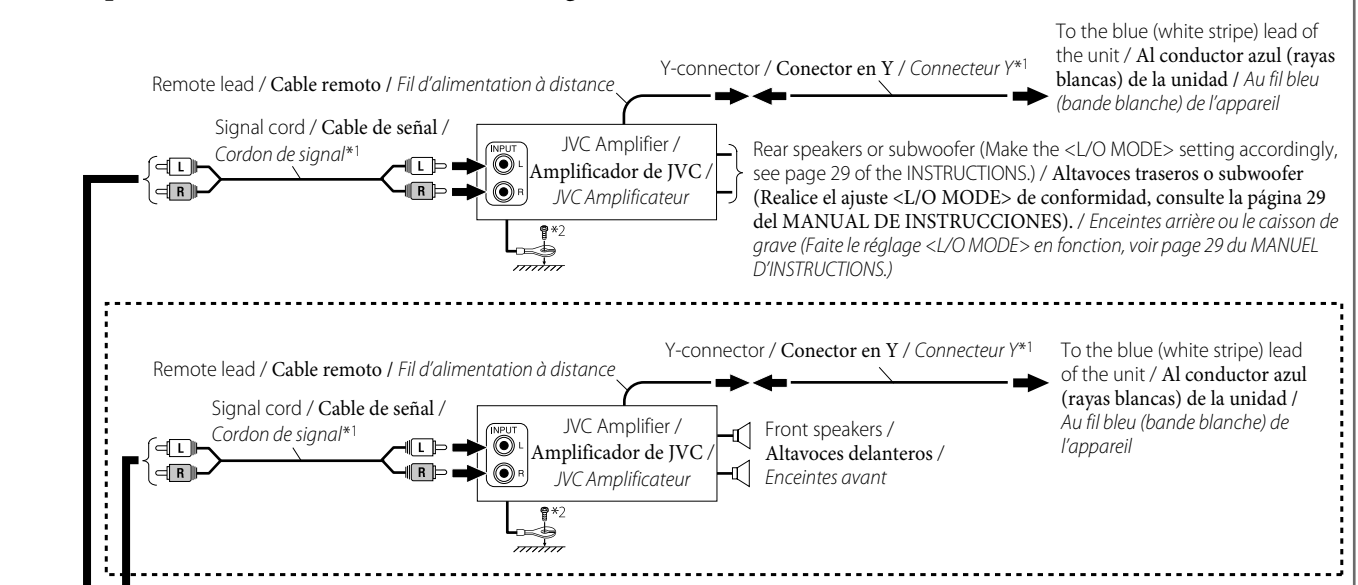 To the blue (white stripe) lead of
the unit / Al conductor azul (rayas
blancas) de la unidad / Au fil bleu
(bande blanche) de l'appareil
Y-connector / Conector en Y / Connecteur Y*1
Remote lead / Cable remoto / Fil d'alimentation à distance
Signal cord / Cable de señal /
Cordon de signal*1
L
R
L
R
INPUT
L
R
JVC Amplifier /
Amplificador de JVC /
JVC Amplificateur
*2
Rear speakers or subwoofer (Make the <L/O MODE> setting accordingly,
see page 29 of the INSTRUCTIONS.) / Altavoces traseros o subwoofer
(Realice el ajuste <L/O MODE> de conformidad, consulte la página 29
del MANUAL DE INSTRUCCIONES). / Enceintes arrière ou le caisson de
grave (Faite le réglage <L/O MODE> en fonction, voir page 29 du MANUEL
D'INSTRUCTIONS.)
Y-connector / Conector en Y / Connecteur Y*1
To the blue (white stripe) lead
of the unit / Al conductor azul
(rayas blancas) de la unidad /
Au fil bleu (bande blanche) de
l'appareil
Remote lead / Cable remoto / Fil d'alimentation à distance
Signal cord / Cable de señal /
Cordon de signal*1
L
R
L
R
INPUT
L
R
JVC Amplifier /
Amplificador de JVC /
JVC Amplificateur
*2
Front speakers /
Altavoces delanteros /
Enceintes avant